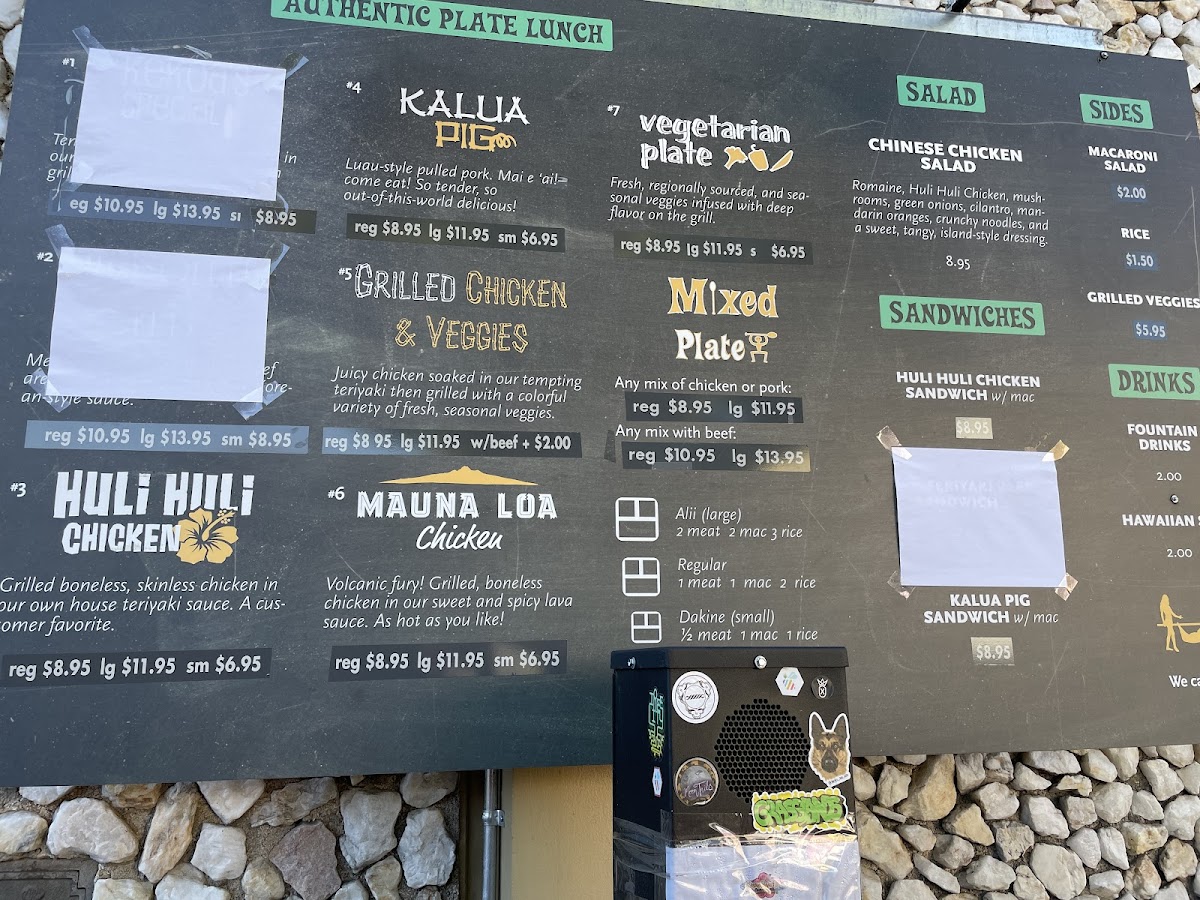 AUTHENTIC PLATE LUNCH
#1
in
eg $10.95 lg $13.95 $8.95
#2
Me
are
an-style sauce.
reg $10.95 lg $13.95 sm $8.95
#3
HULI HULI
CHICKEN
Grilled boneless, skinless chicken in
our own house teriyaki sauce. A cus-
tomer favorite.
reg $8.95 lg $11.95 sm $6.95
#4
KALUA
PIG
Luau-style pulled pork. Mai e 'ai!–
come eat! So tender, so
out-of-this-world delicious!
reg $8.95 lg $11.95 sm $6.95
#5
GRILLED CHICKEN
& VEGGIES
Juicy chicken soaked in our tempting
teriyaki then grilled with a colorful
variety of fresh, seasonal veggies.
reg $8 95 lg $11.95 w/beef + $2.00
#6
MAUNA LOA
Chicken
Volcanic fury! Grilled, boneless
chicken in our sweet and spicy lava
sauce. As hot as you like!
reg $8.95 lg $11.95 sm $6.95
#7
vegetarian
plate
Fresh, regionally sourced, and sea-
sonal veggies infused with deep
flavor on the grill.
reg $8.95 lg $11.95 s $6.95
Mixed
Plate
Any mix of chicken or pork:
reg $8.95 lg $11.95
Any mix with beef:
reg $10.95 lg $13.95
Alii (large)
2 meat 2 mac 3 rice
Regular
1 meat 1 mac 2 rice
Dakine (small)
½ meat 1 mac 1 rice
SALAD
CHINESE CHICKEN
SALAD
Romaine, Huli Huli Chicken, mush-
rooms, green onions, cilantro, man-
darin oranges, crunchy noodles, and
a sweet, tangy, island-style dressing.
8.95
SANDWICHES
HULI HULI CHICKEN
SANDWICH w/ mac
$8.95
KALUA PIG
SANDWICH w/ mac
$8.95
SIDES
MACARONI
SALAD
$2.00
RICE
$1.50
GRILLED VEGGIES
$5.95
DRINKS
FOUNTAIN
DRINKS
2.00
HAWAIIAN
2.00
We ca